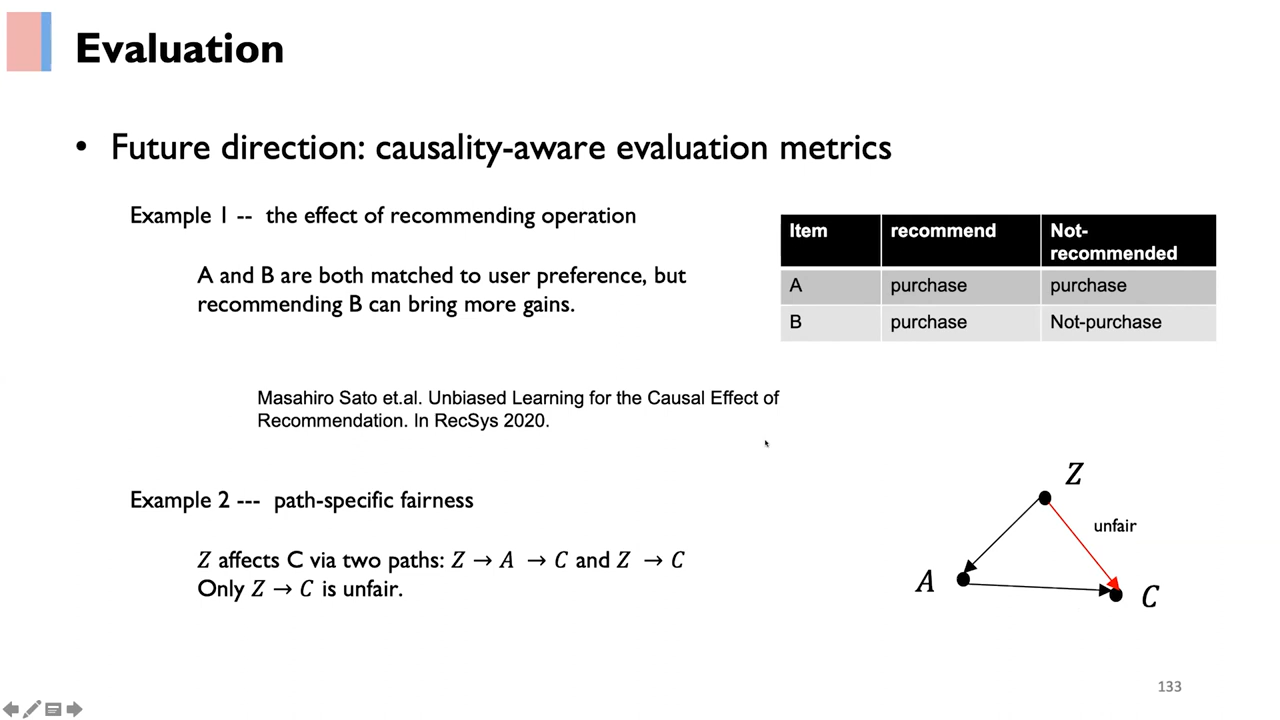 Evaluation
• Future direction: causality-aware evaluation metrics
Example 1 -- the effect of recommending operation
A and B are both matched to user preference, but
recommending B can bring more gains.
Item recommend Not-
recommended
A purchase purchase
B purchase Not-purchase
Masahiro Sato et.al. Unbiased Learning for the Causal Effect of
Recommendation. In RecSys 2020.
Example 2 --- path-specific fairness
Z affects C via two paths: Z → A → C and Z → C
Only Z → C is unfair.
Z
unfair
A
C
133